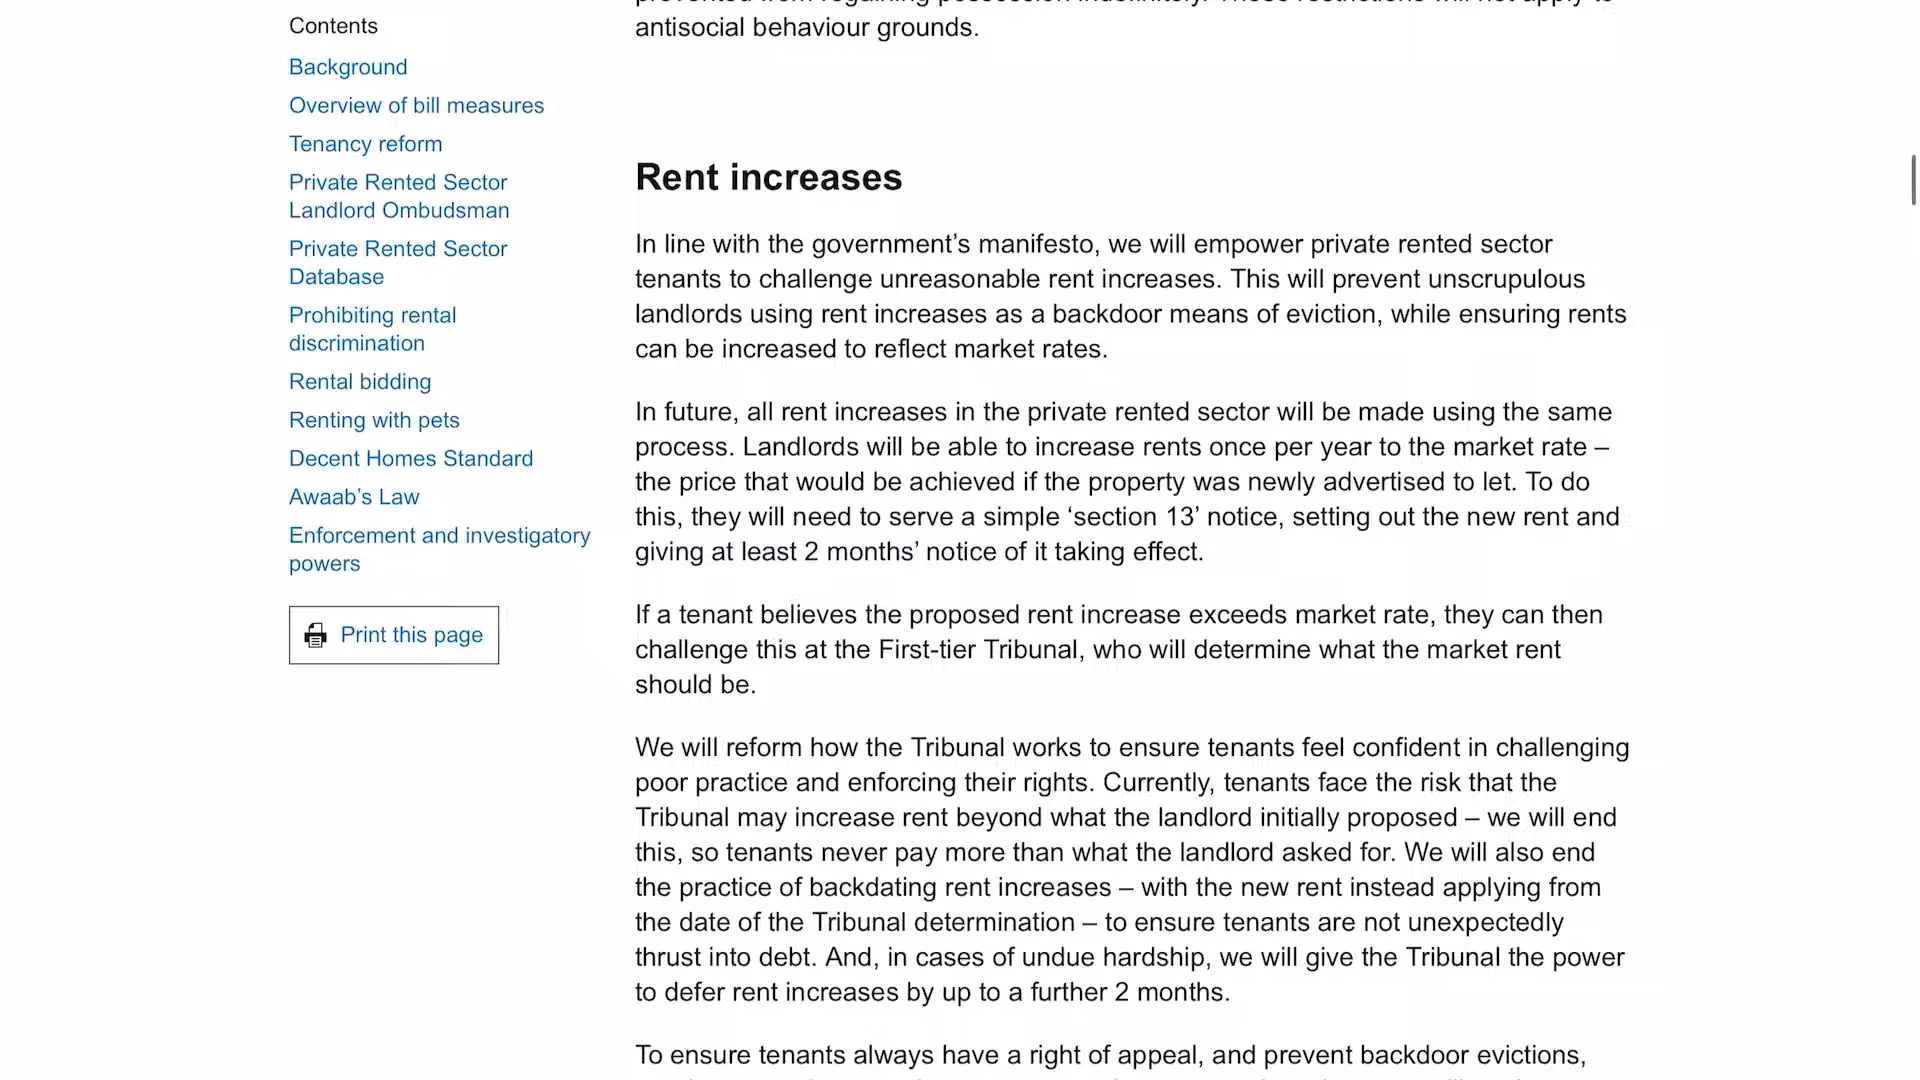 Contents
Background
Overview of bill measures
Tenancy reform
Private Rented Sector
Landlord Ombudsman
Private Rented Sector
Database
Prohibiting rental
discrimination
Rental bidding
Renting with pets
Decent Homes Standard
Awaab’s Law
Enforcement and investigatory
powers
Print this page
antisocial behaviour grounds.
Rent increases
In line with the government’s manifesto, we will empower private rented sector
tenants to challenge unreasonable rent increases. This will prevent unscrupulous
landlords using rent increases as a backdoor means of eviction, while ensuring rents
can be increased to reflect market rates.
In future, all rent increases in the private rented sector will be made using the same
process. Landlords will be able to increase rents once per year to the market rate –
the price that would be achieved if the property was newly advertised to let. To do
this, they will need to serve a simple ‘section 13’ notice, setting out the new rent and
giving at least 2 months’ notice of it taking effect.
If a tenant believes the proposed rent increase exceeds market rate, they can then
challenge this at the First-tier Tribunal, who will determine what the market rent
should be.
We will reform how the Tribunal works to ensure tenants feel confident in challenging
poor practice and enforcing their rights. Currently, tenants face the risk that the
Tribunal may increase rent beyond what the landlord initially proposed – we will end
this, so tenants never pay more than what the landlord asked for. We will also end
the practice of backdating rent increases – with the new rent instead applying from
the date of the Tribunal determination – to ensure tenants are not unexpectedly
thrust into debt. And, in cases of undue hardship, we will give the Tribunal the power
to defer rent increases by up to a further 2 months.
To ensure tenants always have a right of appeal, and prevent backdoor evictions,